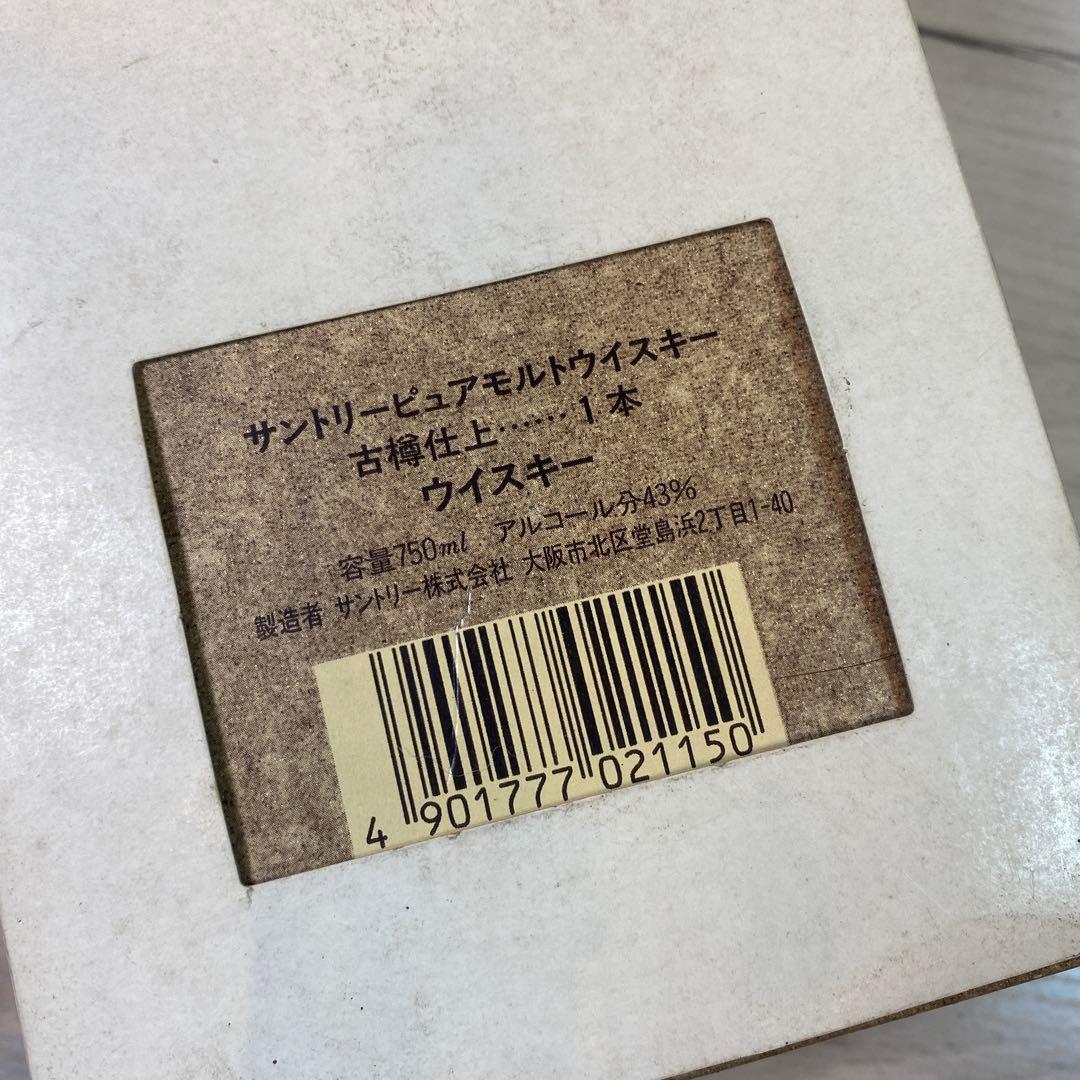 サントリーピュアモルトウイスキー
古樽仕上……1本
ウイスキー
容量750ml アルコール分43%
製造者 サントリー株式会社 大阪市北区堂島浜2丁目1-40
4 901777 021150